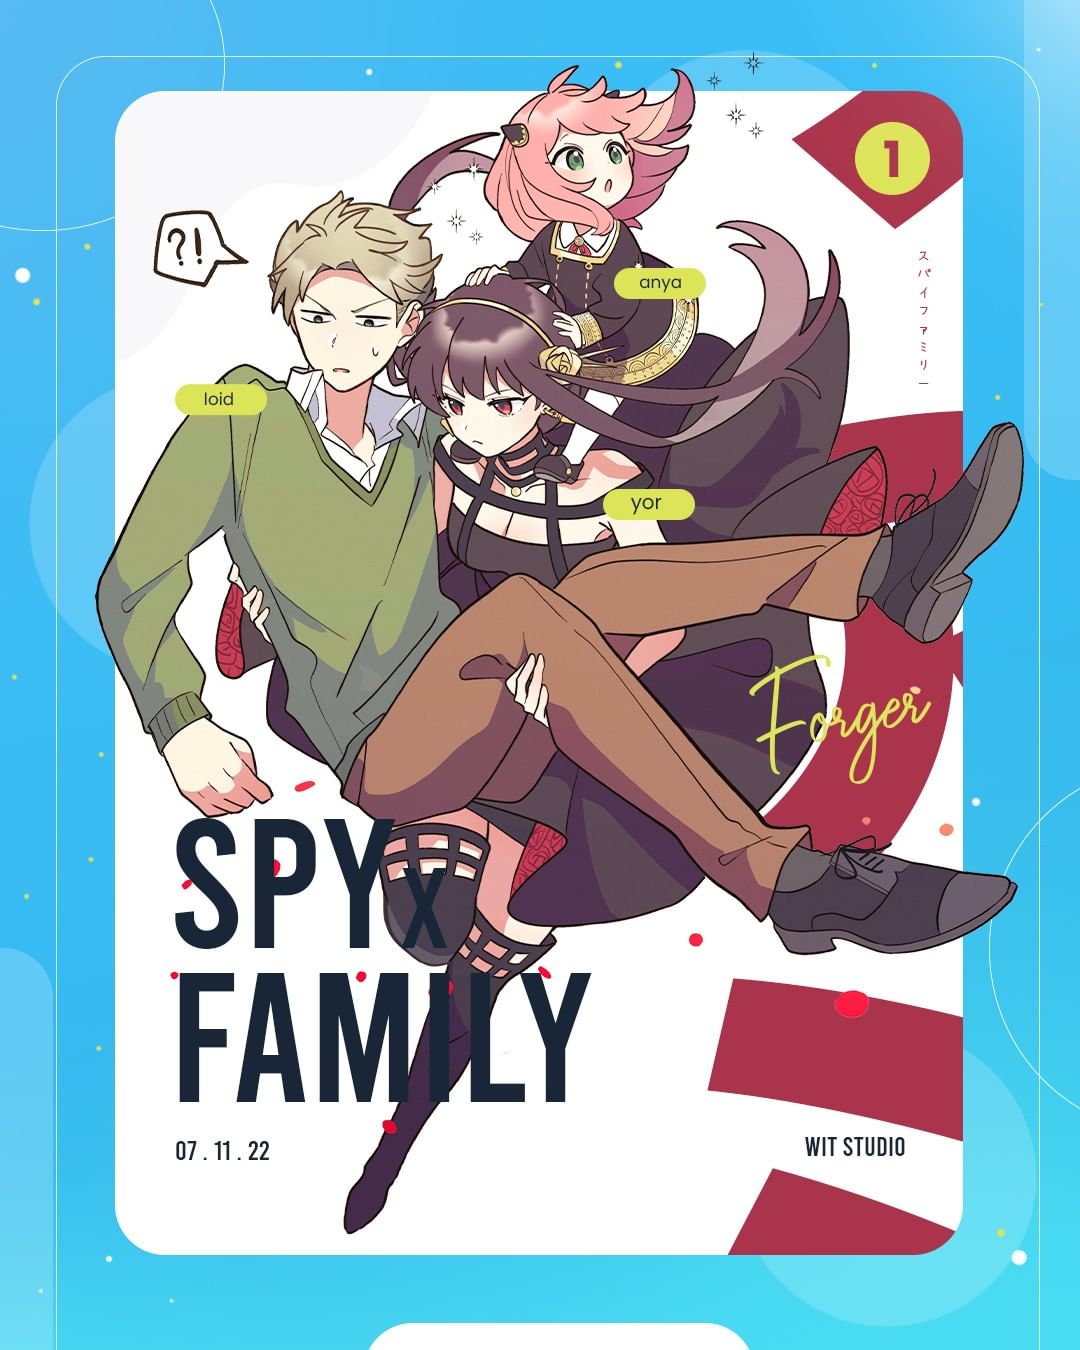 1
?!
anya
スパイファミリー
loid
yor
Forger
SPY
x
FAMILY
07 . 11 . 22
WIT STUDIO